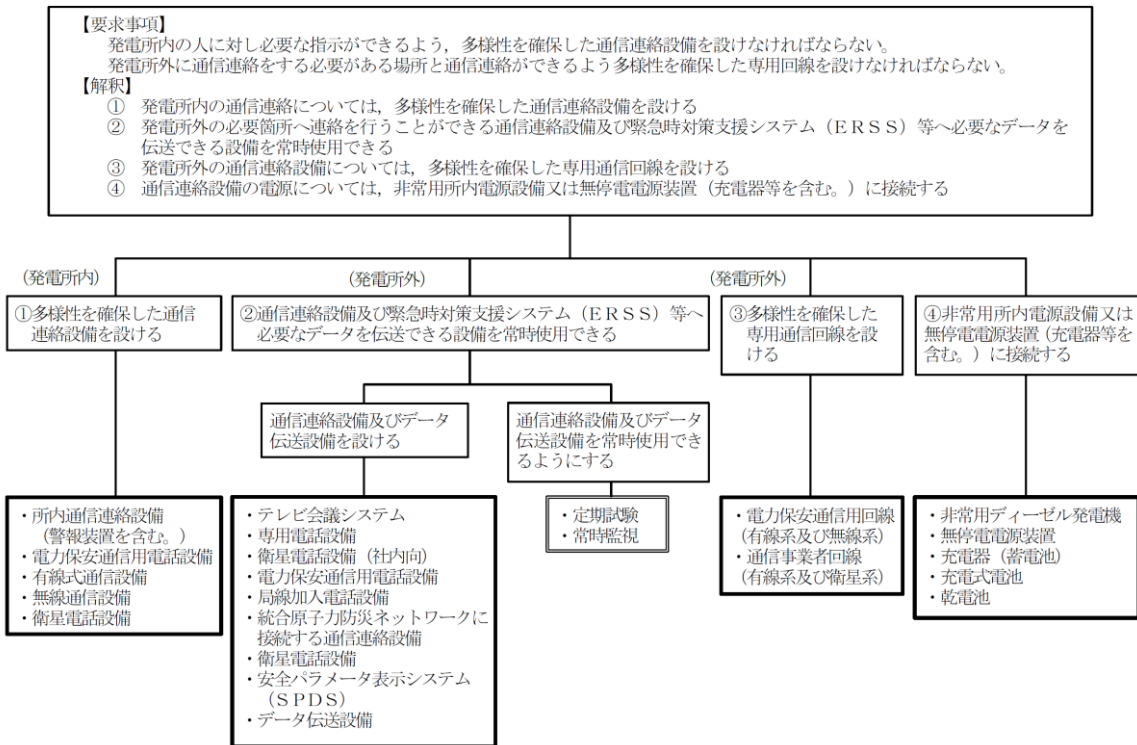 【要求事項】
発電所内の人に対し必要な指示ができるよう，多様性を確保した通信連絡設備を設けなければならない。
発電所外に通信連絡をする必要がある場所と通信連絡ができるよう多様性を確保した専用回線を設けなければならない。
【解釈】
① 発電所内の通信連絡については，多様性を確保した通信連絡設備を設ける
② 発電所外の必要箇所へ連絡を行うことができる通信連絡設備及び緊急時対策支援システム（ＥＲＳＳ）等へ必要なデータを
伝送できる設備を常時使用できる
③ 発電所外の通信連絡設備については，多様性を確保した専用通信回線を設ける
④ 通信連絡設備の電源については，非常用所内電源設備又は無停電電源装置（充電器等を含む。）に接続する
(発電所内)
①多様性を確保した通信
連絡設備を設ける
・所内通信連絡設備
（警報装置を含む。）
・電力保安通信用電話設備
・有線式通信設備
・無線通信設備
・衛星電話設備
(発電所外)
②通信連絡設備及び緊急時対策支援システム（ＥＲＳＳ）等へ
必要なデータを伝送できる設備を常時使用できる
通信連絡設備及びデータ
伝送設備を設ける
・テレビ会議システム
・専用電話設備
・衛星電話設備（社内向）
・電力保安通信用電話設備
・局線加入電話設備
・統合原子力防災ネットワークに
接続する通信連絡設備
・衛星電話設備
・安全パラメータ表示システム
（ＳＰＤＳ）
・データ伝送設備
通信連絡設備及びデータ
伝送設備を常時使用でき
るようにする
・定期試験
・常時監視
(発電所外)
③多様性を確保した
専用通信回線を設
ける
・電力保安通信用回線
(有線系及び無線系)
・通信事業者回線
(有線系及び衛星系)
④非常用所内電源設備又は
無停電電源装置（充電器等を
含む。）に接続する
・非常用ディーゼル発電機
・無停電電源装置
・充電器（蓄電池）
・充電式電池
・乾電池